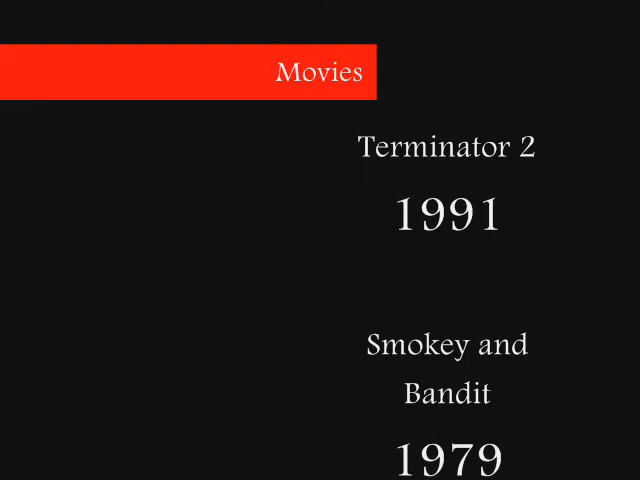 Movies
Terminator 2
1991
Smokey and
Bandit
1979